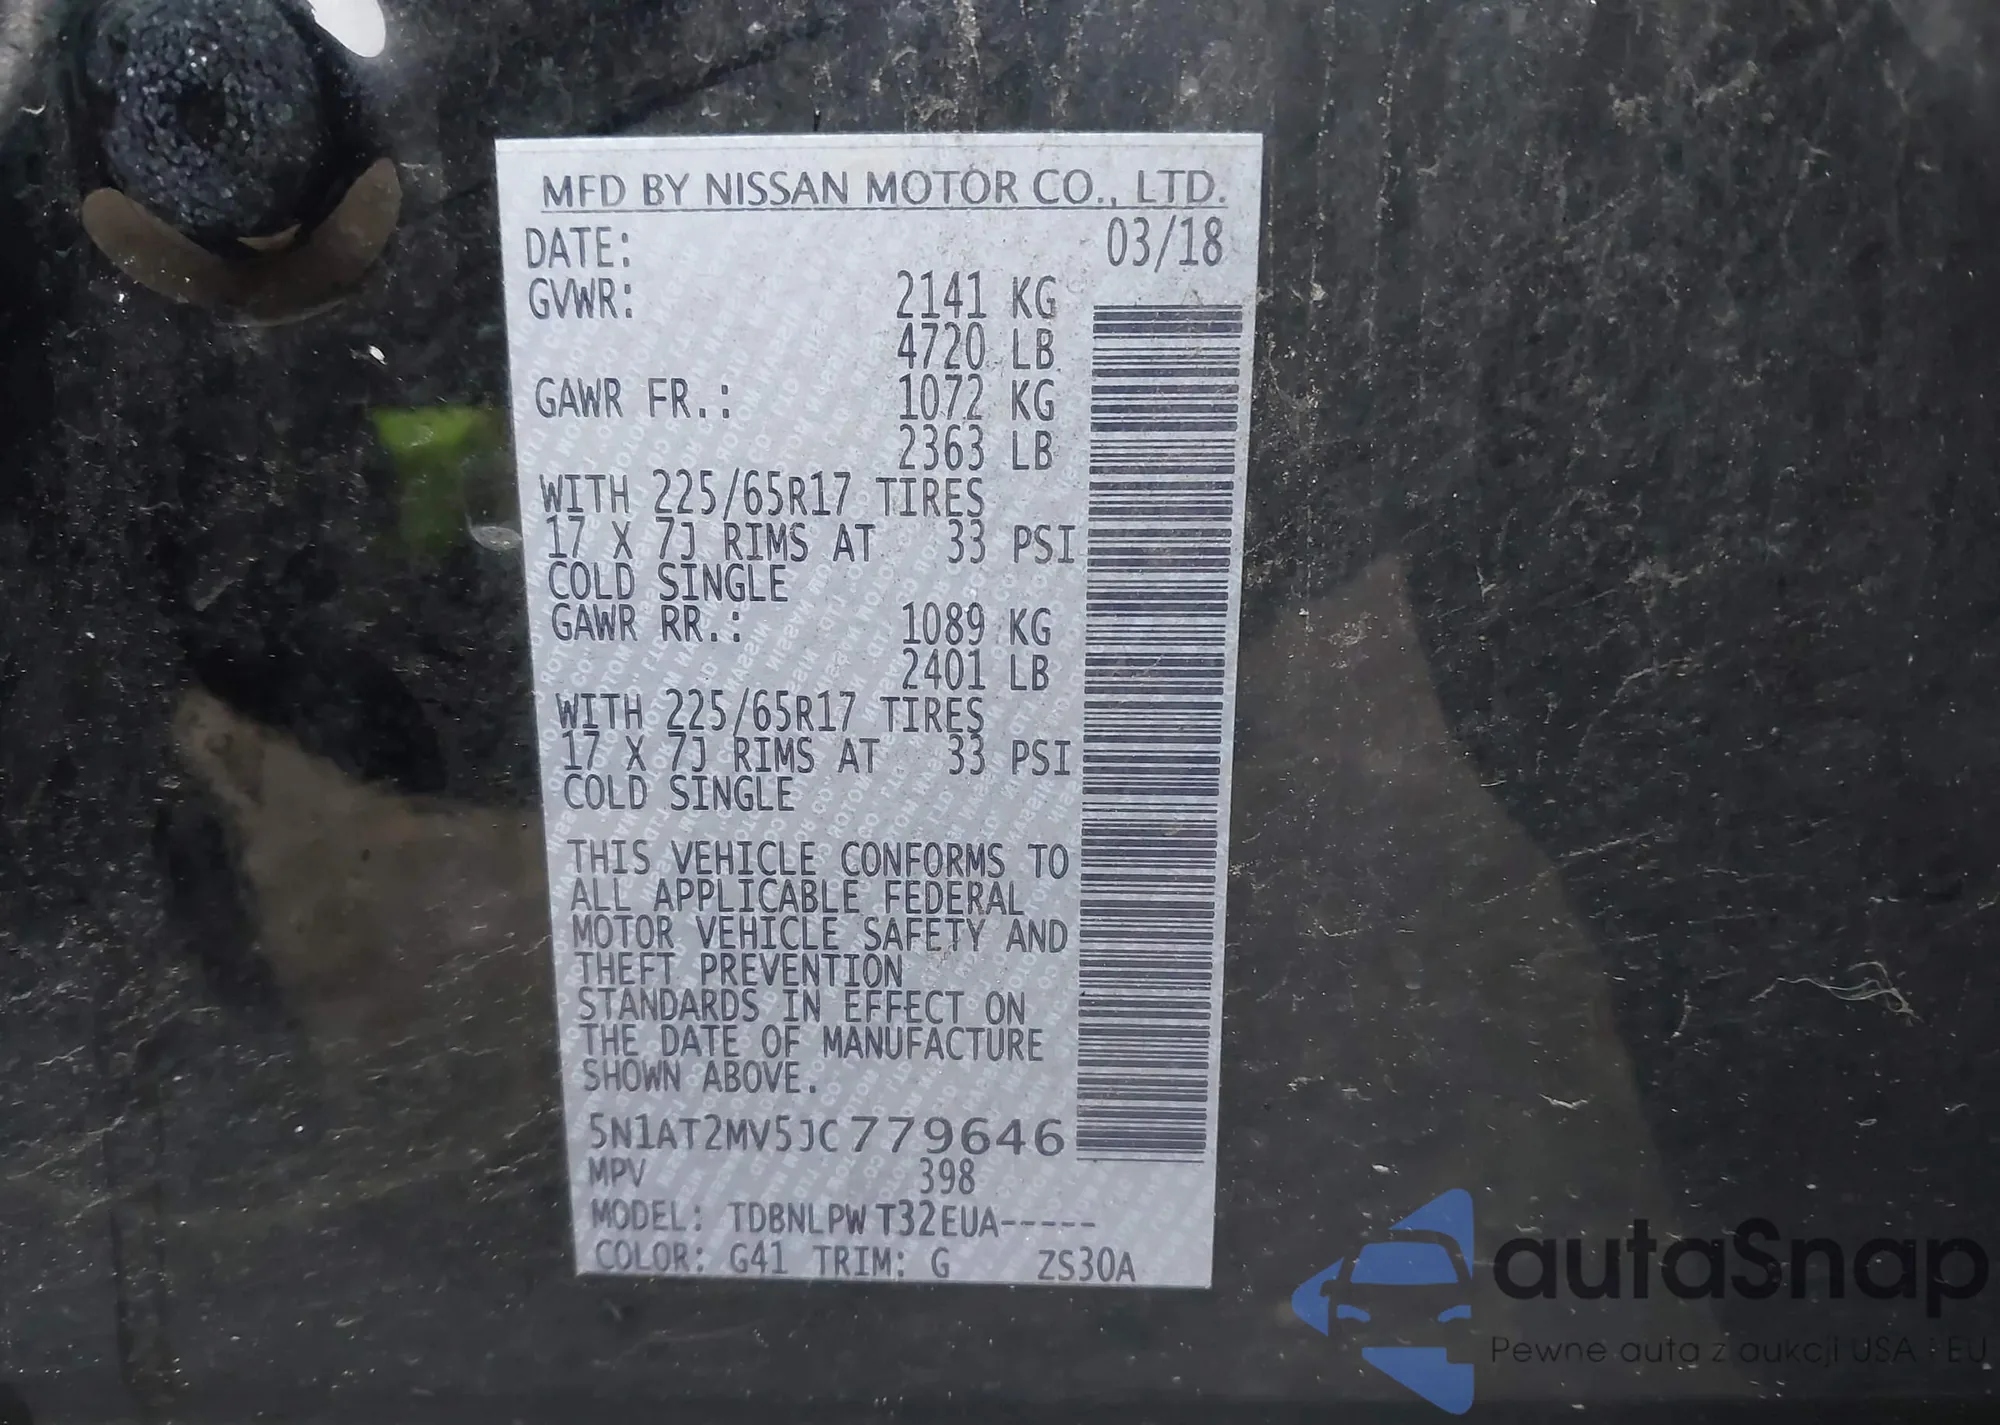 MFD BY NISSAN MOTOR CO., LTD.
DATE: 03/18
GVWR: 2141 KG
4720 LB
GAWR FR.: 1072 KG
2363 LB
WITH 225/65R17 TIRES
17 X 7J RIMS AT 33 PSI
COLD SINGLE
GAWR RR.: 1089 KG
2401 LB
WITH 225/65R17 TIRES
17 X 7J RIMS AT 33 PSI
COLD SINGLE
THIS VEHICLE CONFORMS TO
ALL APPLICABLE FEDERAL
MOTOR VEHICLE SAFETY AND
THEFT PREVENTION
STANDARDS IN EFFECT ON
THE DATE OF MANUFACTURE
SHOWN ABOVE.
5N1AT2MV5JC779646
MPV 398
MODEL: TDBNLPW T32EUA-----
COLOR: G41 TRIM: G ZS30A
autaSnap
Pewne auta z aukcji USA i EU